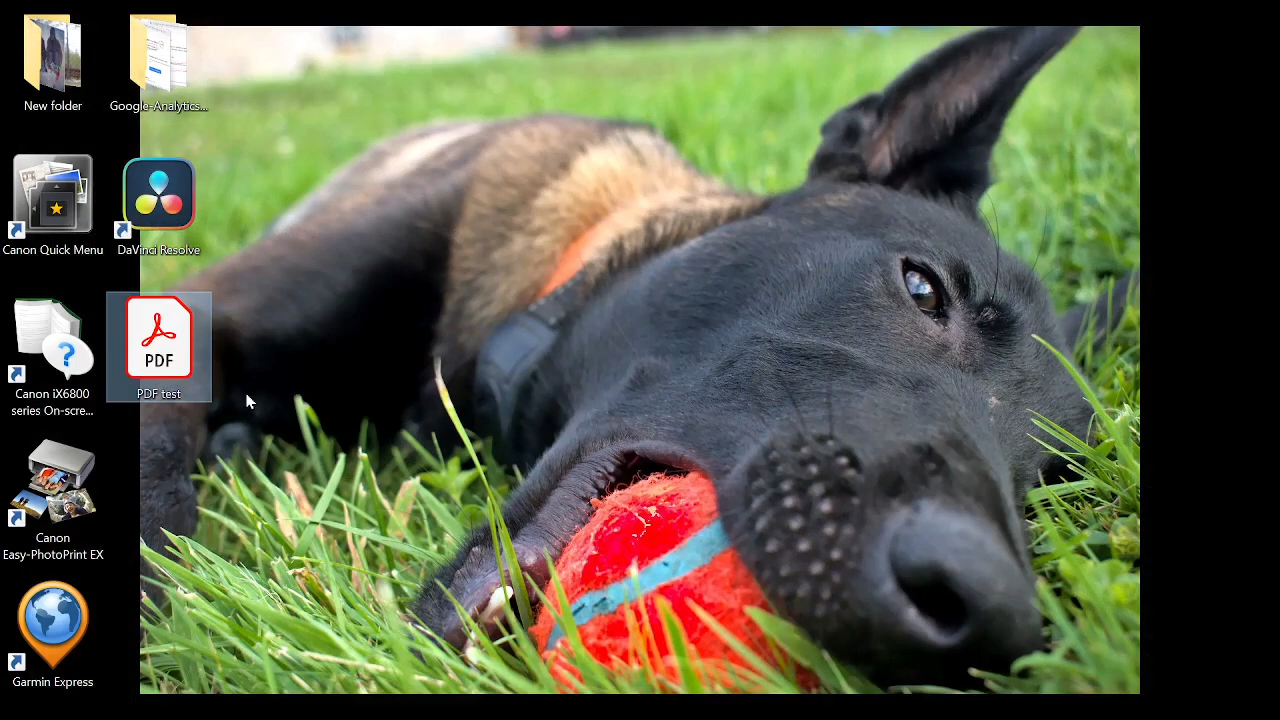 New folder
Google-Analytics...
Canon Quick Menu
DaVinci Resolve
Canon iX6800
series On-scre...
PDF
PDF test
Canon
Easy-PhotoPrint EX
Garmin Express